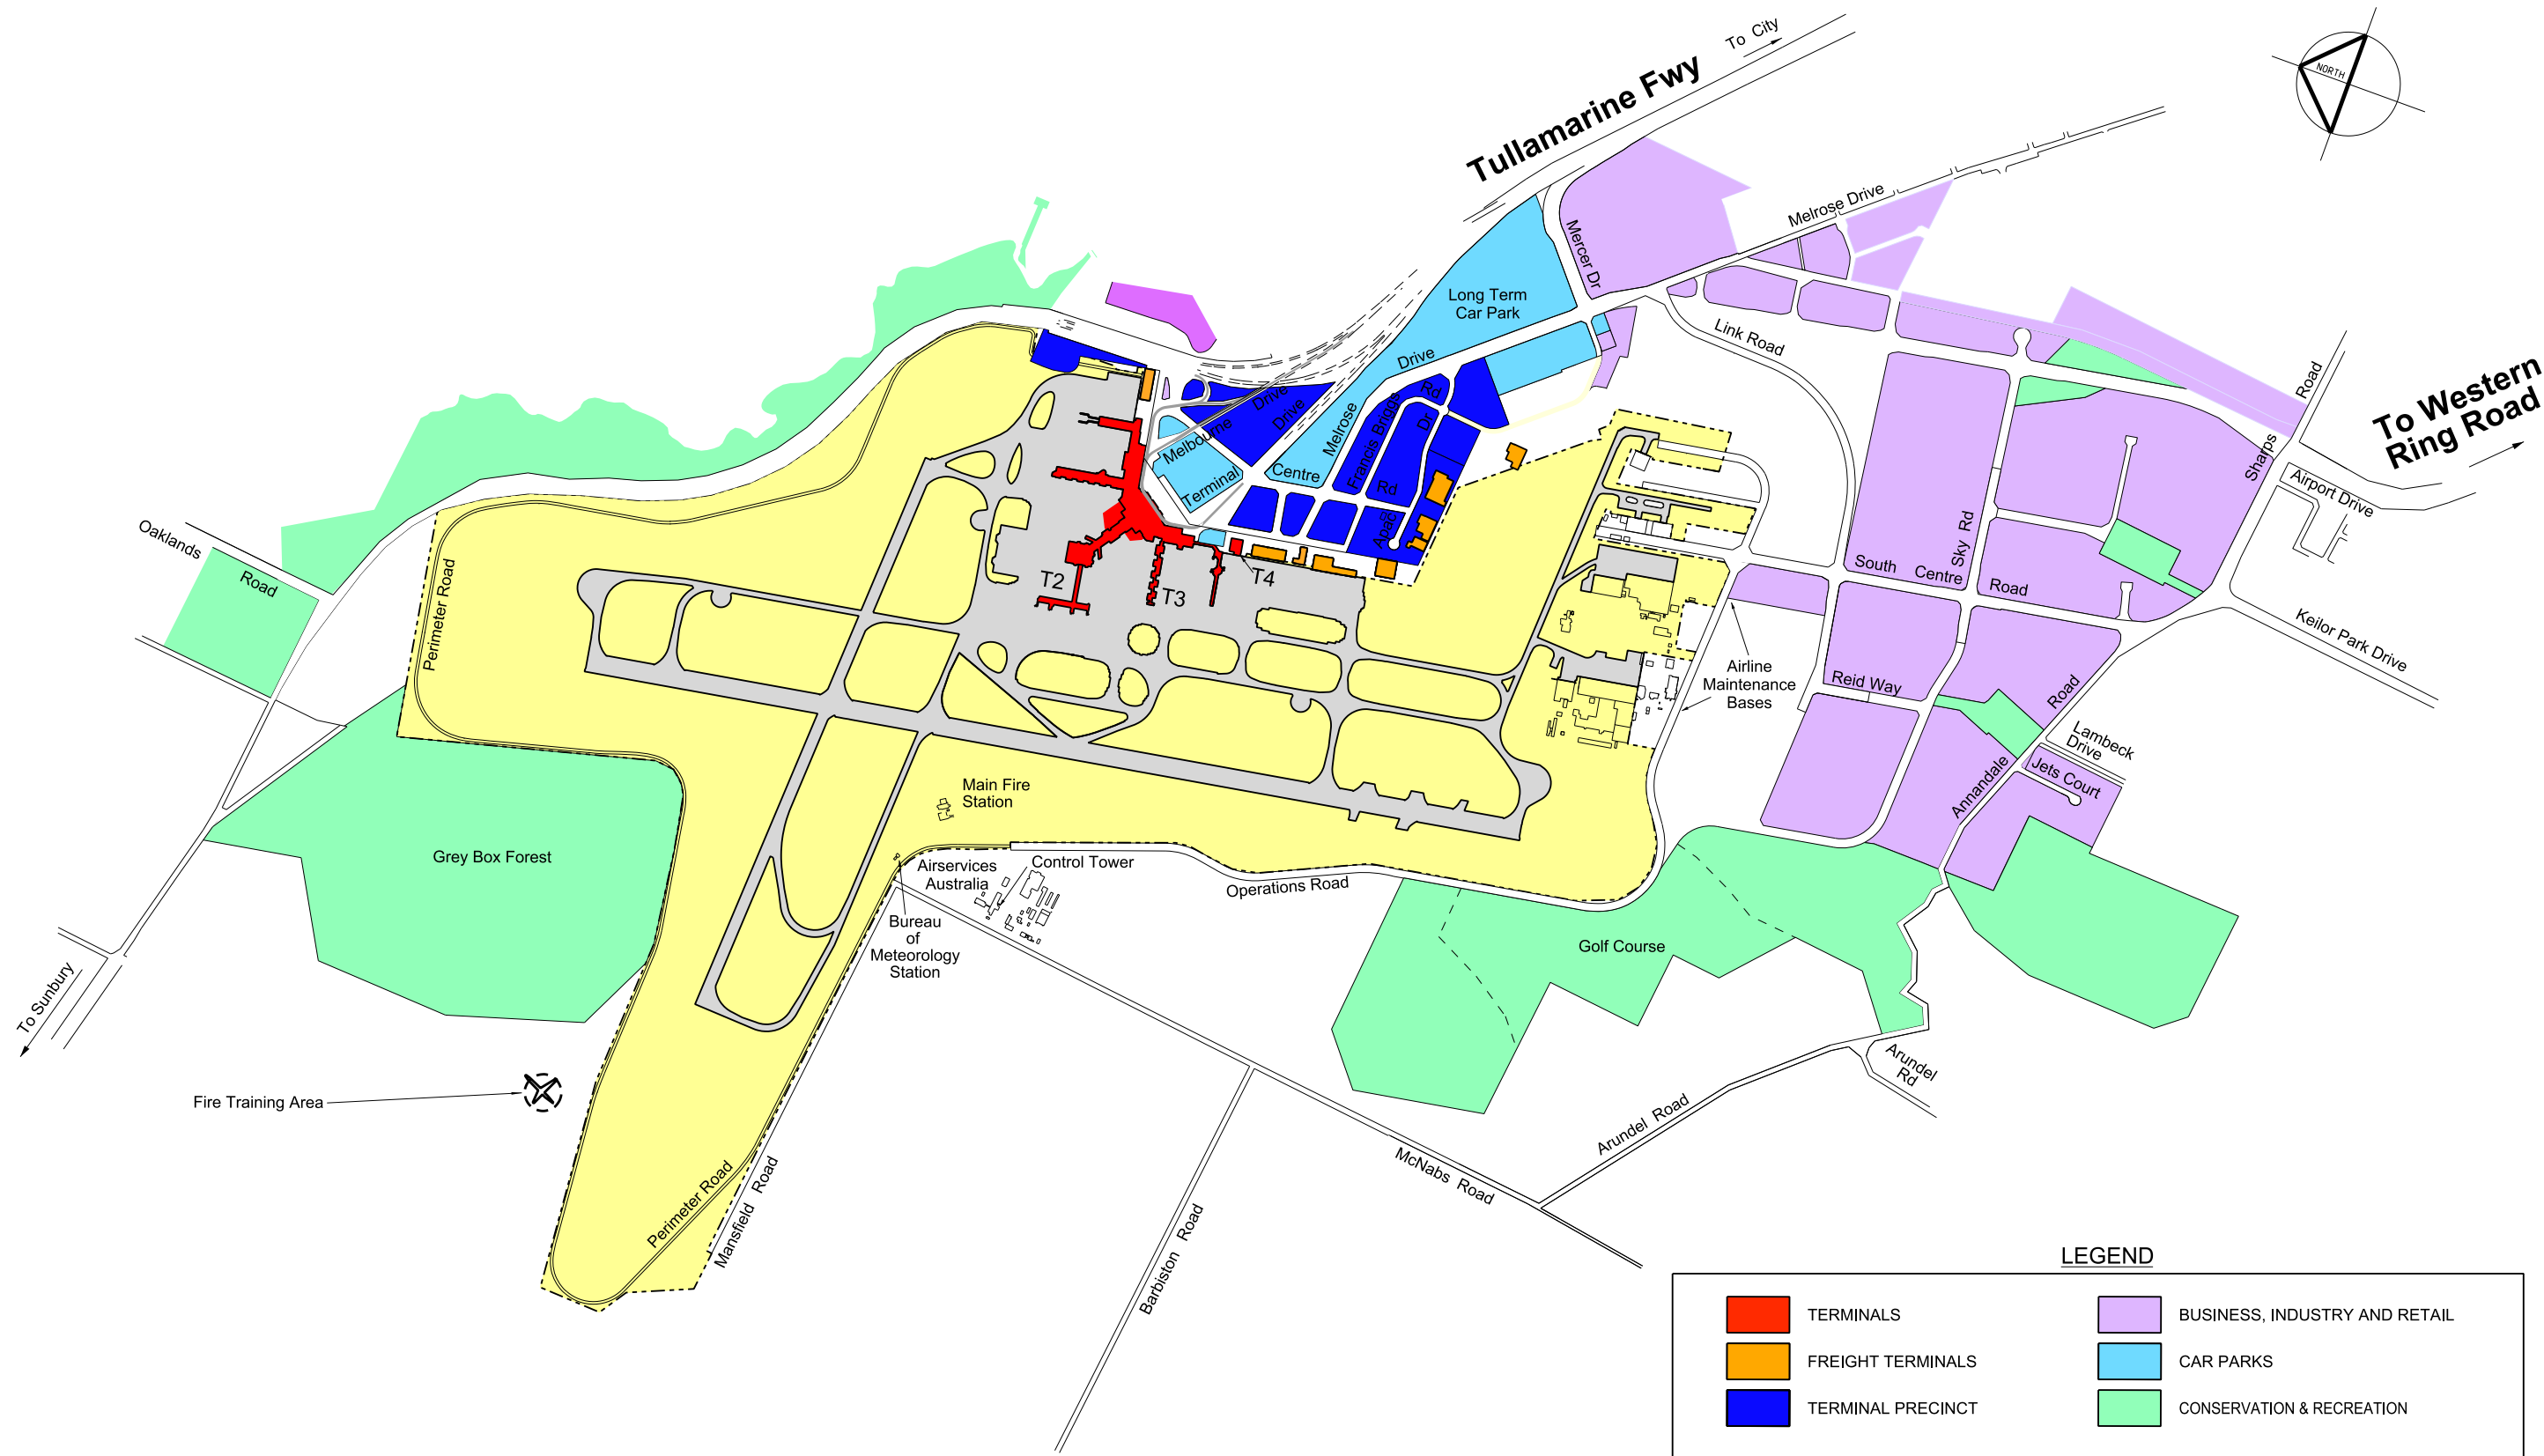 To City
Tullamarine Fwy
NORTH
Melrose Drive
Mercer Dr
Long Term
Car Park
Link Road
Drive
Melrose
Road
Sharps
To Western
Ring Road
Airport Drive
Rd
Francis Briggs
Dr
Drive
Drive
Melbourne
Terminal
Centre
Rd
Apac
Dr
Sky Rd
South Centre Road
Keilor Park Drive
Oaklands
Road
Perimeter Road
T2
T3
T4
Airline
Maintenance
Bases
Reid Way
Road
Annandale
Lambeck
Drive
Jets Court
Main Fire
Station
Grey Box Forest
Airservices
Australia
Control Tower
Operations Road
Bureau
of
Meteorology
Station
Golf Course
To Sunbury
Fire Training Area
Arundel
Rd
Arundel Road
McNabs Road
Perimeter Road
Mansfield Road
Barbiston Road
LEGEND
TERMINALS
FREIGHT TERMINALS
TERMINAL PRECINCT
BUSINESS, INDUSTRY AND RETAIL
CAR PARKS
CONSERVATION & RECREATION